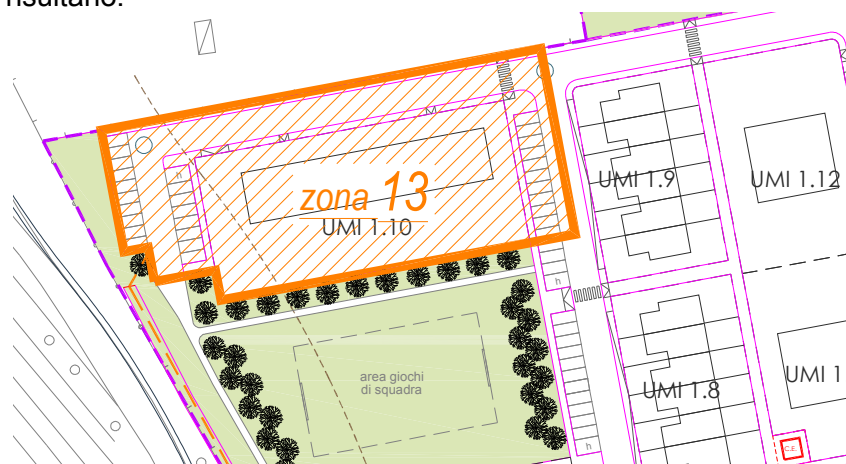 risultano.
zona 13
UMI 1.10
UMI 1.9
UMI 1.12
h
h
area giochi
di squadra
UMI 1.8
UMI 1
h
C.E.